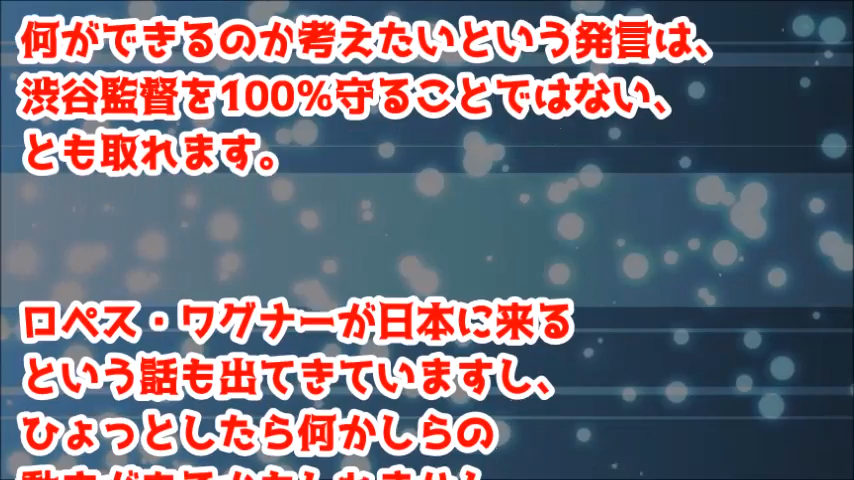 何ができるのか考えたいという発言は、
渋谷監督を100%守ることではない、
とも取れます。
ロペス・ワグナーが日本に来る
という話も出てきていますし、
ひょっとしたら何かしらの